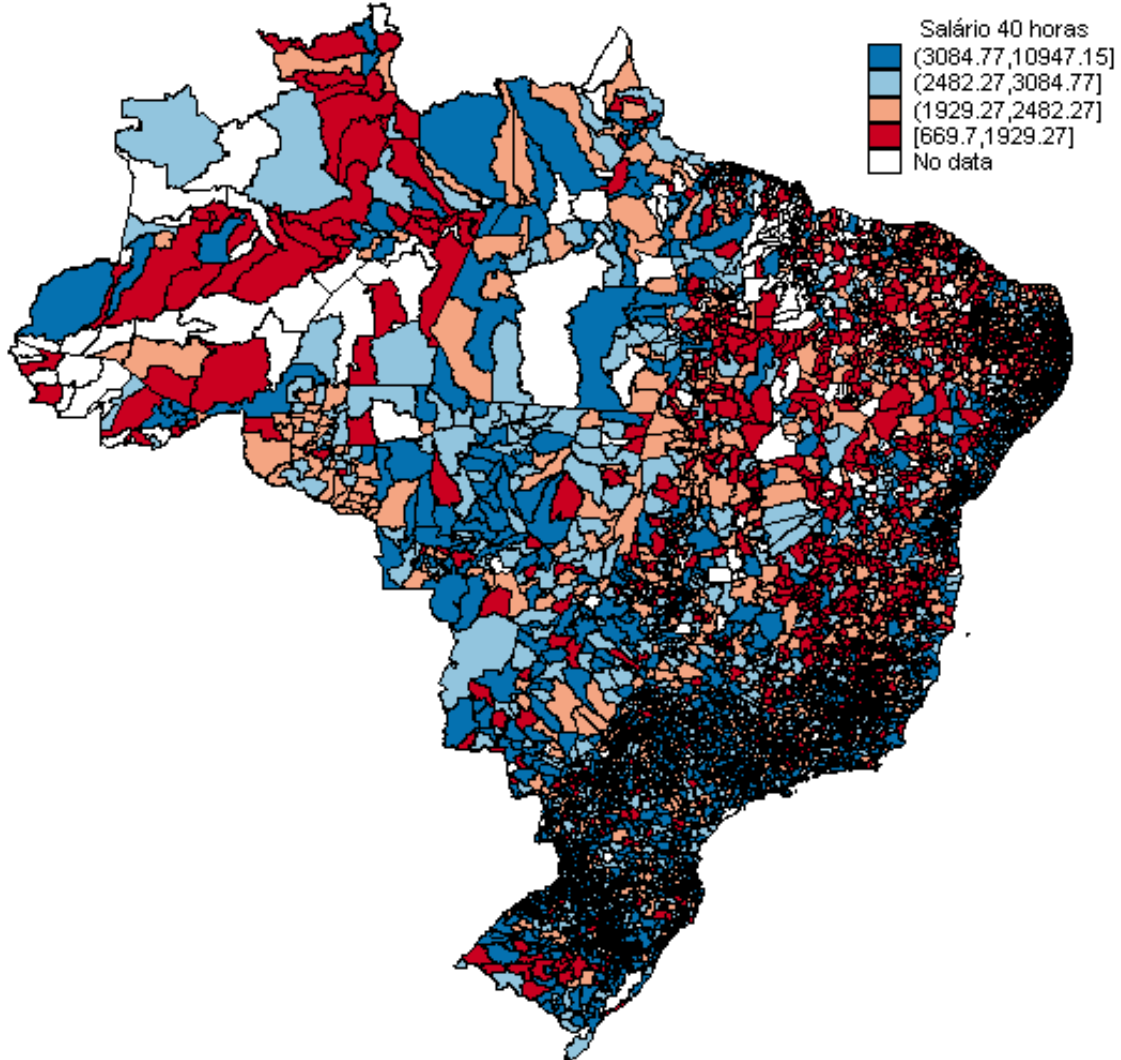 Salário 40 horas
(3084.77,10947.15]
(2482.27,3084.77]
(1929.27,2482.27]
[669.7,1929.27]
No data